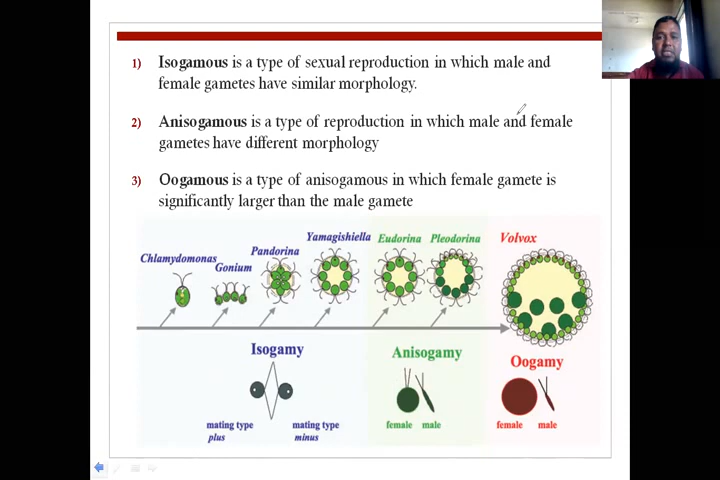 1) Isogamous is a type of sexual reproduction in which male and
female gametes have similar morphology.
2) Anisogamous is a type of reproduction in which male and female
gametes have different morphology
3) Oogamous is a type of anisogamous in which female gamete is
significantly larger than the male gamete
Chlamydomonas
Gonium
Pandorina
Yamagishiella
Eudorina
Pleodorina
Volvox
Isogamy
Anisogamy
Oogamy
mating type
plus
mating type
minus
female
male
female
male